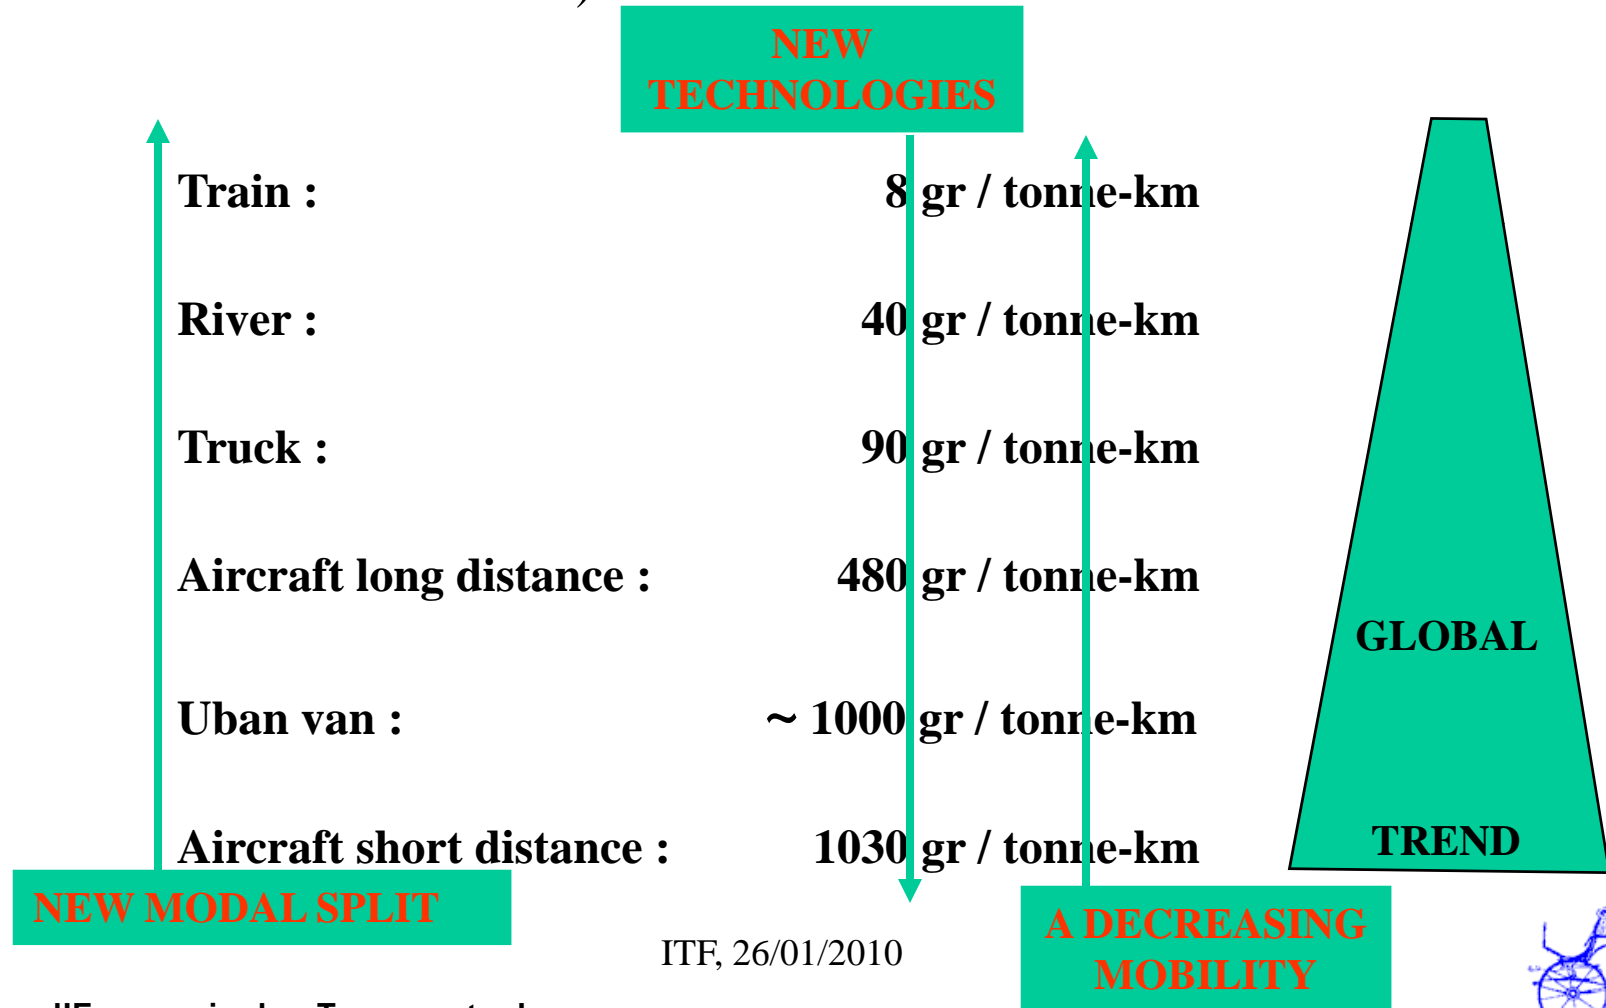 NEW
TECHNOLOGIES
Train : 8 gr / tonne-km
River : 40 gr / tonne-km
Truck : 90 gr / tonne-km
Aircraft long distance : 480 gr / tonne-km
GLOBAL
Uban van : ~ 1000 gr / tonne-km
Aircraft short distance : 1030 gr / tonne-km
TREND
NEW MODAL SPLIT
A DECREASING
MOBILITY
ITF, 26/01/2010